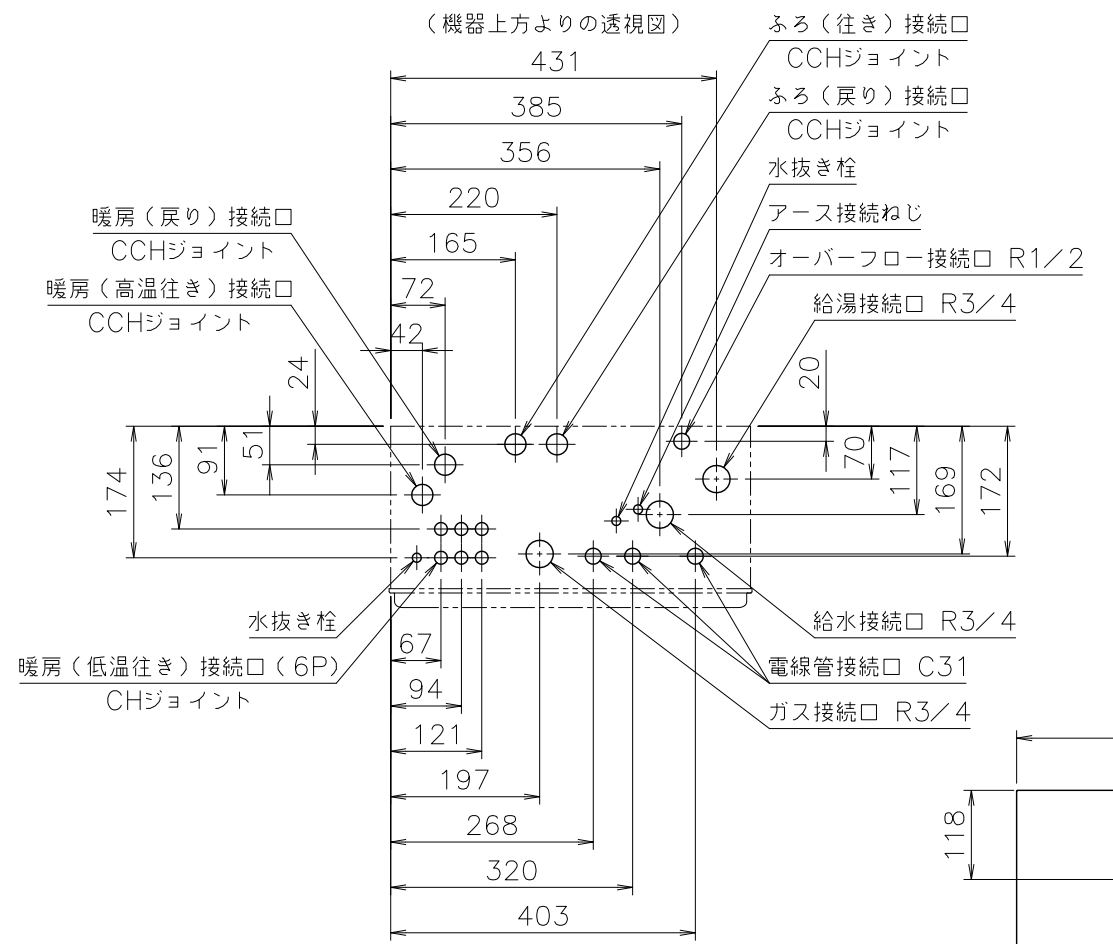 （機器上方よりの透視図）
ふろ（往き）接続口
CCHジョイント
431
ふろ（戻り）接続口
CCHジョイント
385
356
水抜き栓
220
アース接続ねじ
暖房（戻り）接続口
CCHジョイント
165
オーバーフロー接続口 R1/2
暖房（高温往き）接続口
CCHジョイント
72
給湯接続口 R3/4
42
24
20
51
91
136
174
70
117
169
172
水抜き栓
給水接続口 R3/4
67
暖房（低温往き）接続口（6P）
CHジョイント
電線管接続口 C31
94
ガス接続口 R3/4
121
197
118
268
320
403